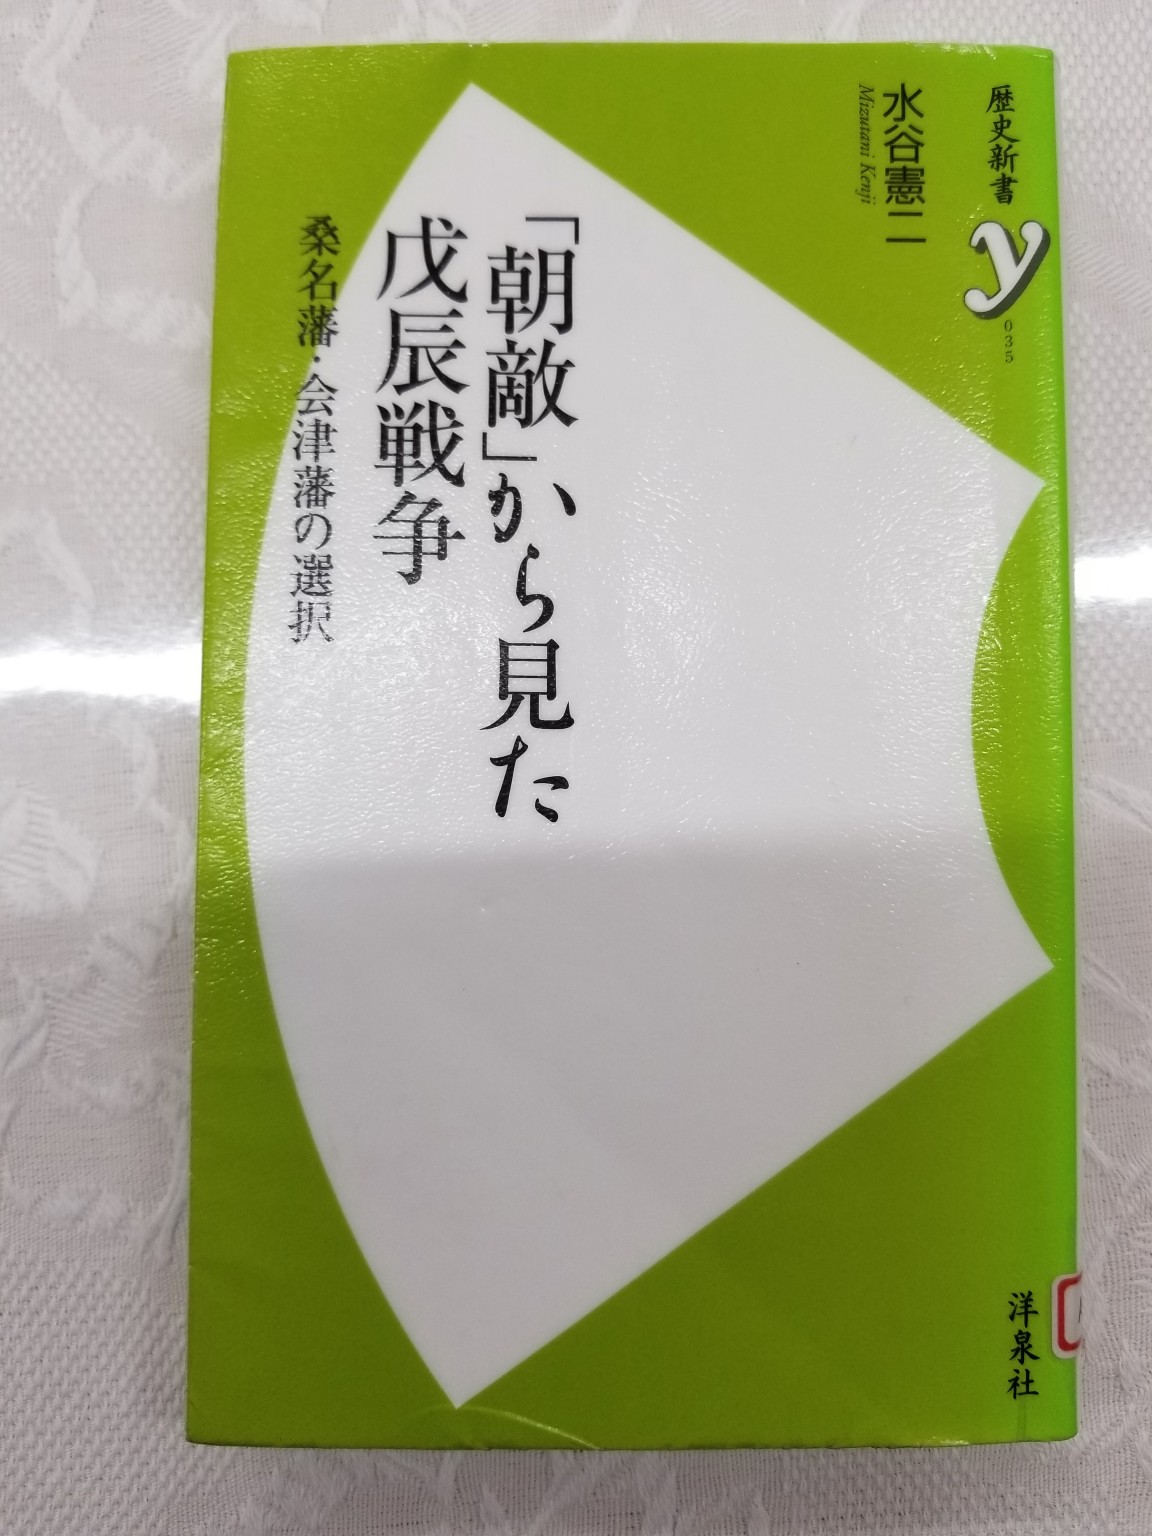 歴史新書
y
035
水谷憲二
Mizutani Kenji
「朝敵」から見た
戊辰戦争
桑名藩・会津藩の選択
洋泉社